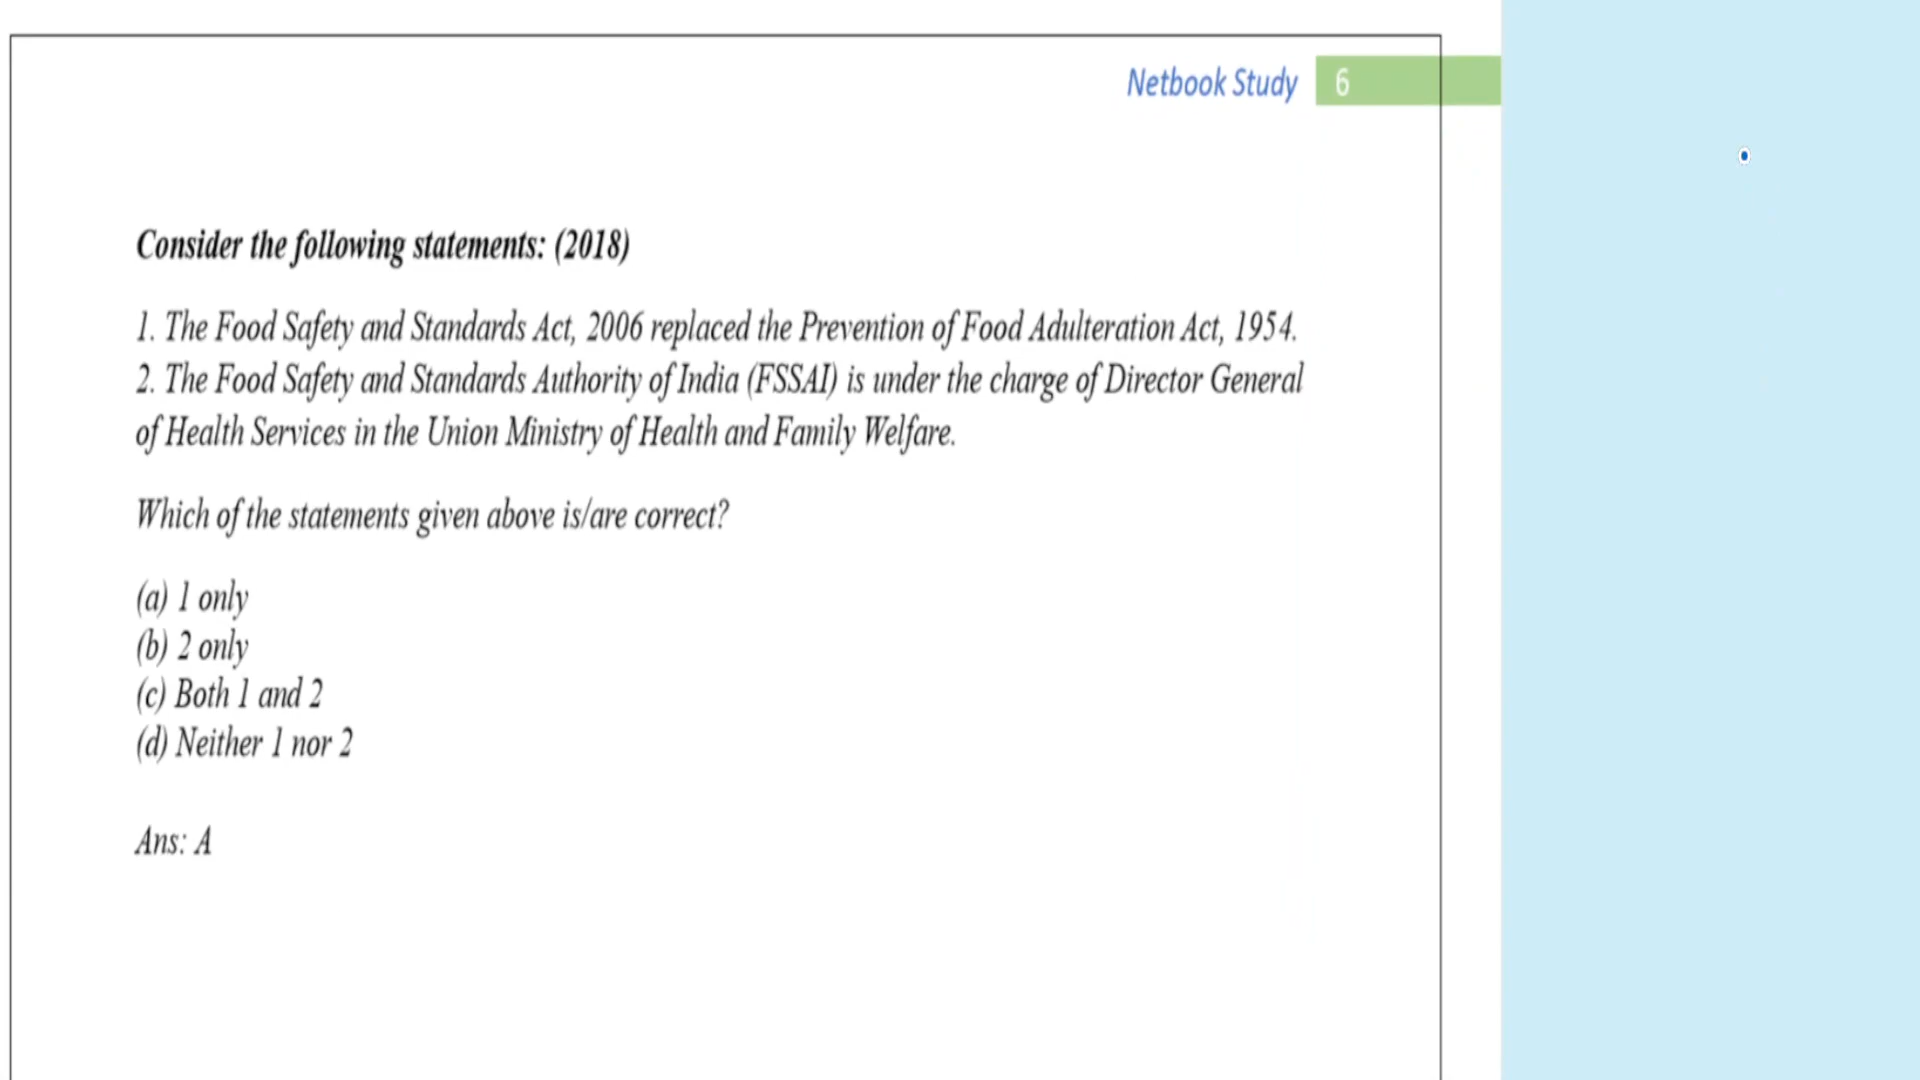 Netbook Study 6
Consider the following statements: (2018)
1. The Food Safety and Standards Act, 2006 replaced the Prevention of Food Adulteration Act, 1954.
2. The Food Safety and Standards Authority of India (FSSAI) is under the charge of Director General
of Health Services in the Union Ministry of Health and Family Welfare.
Which of the statements given above is/are correct?
(a) 1 only
(b) 2 only
(c) Both 1 and 2
(d) Neither 1 nor 2
Ans: A